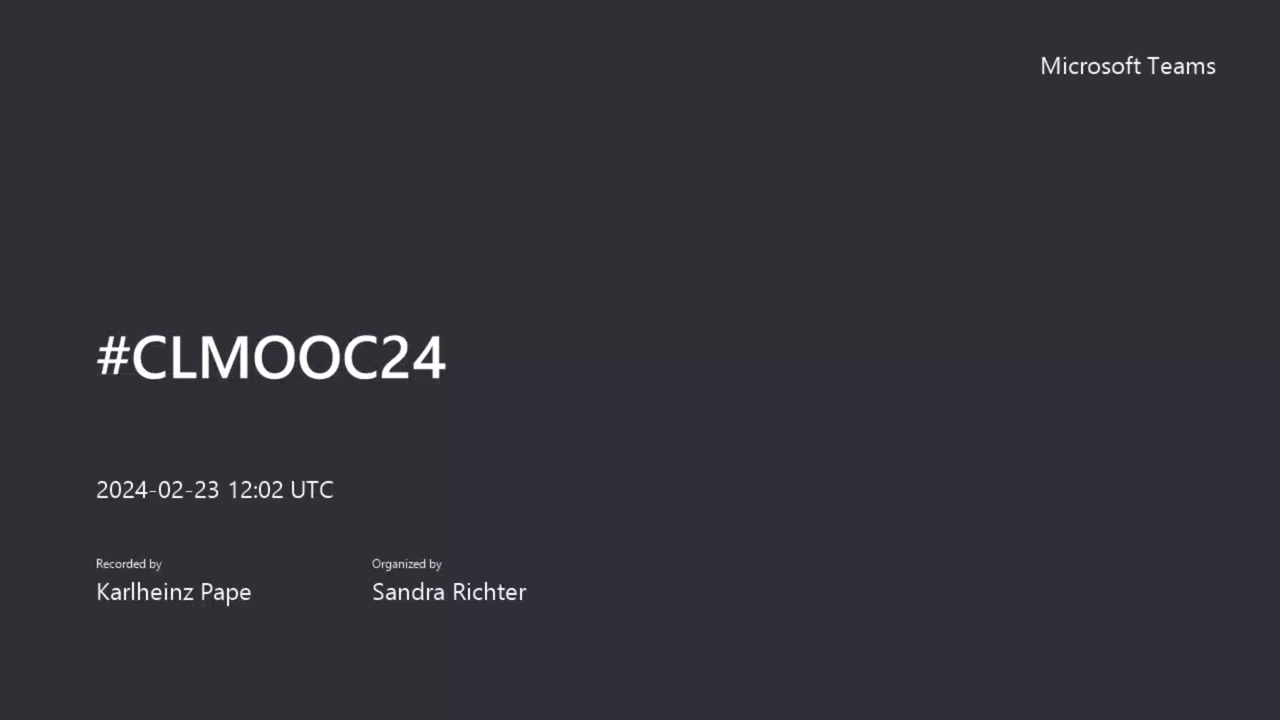 Microsoft Teams
#CLMOOC24
2024-02-23 12:02 UTC
Recorded by
Karlheinz Pape
Organized by
Sandra Richter